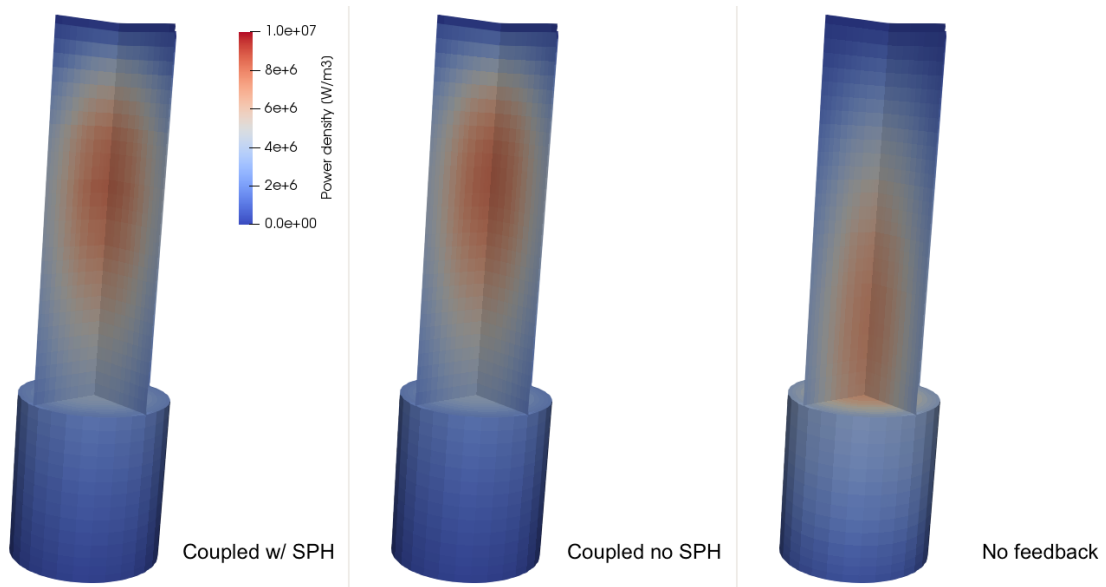 1.0e+07
8e+6
6e+6
4e+6
2e+6
0.0e+00
Power density (W/m3)
Coupled w/ SPH
Coupled no SPH
No feedback